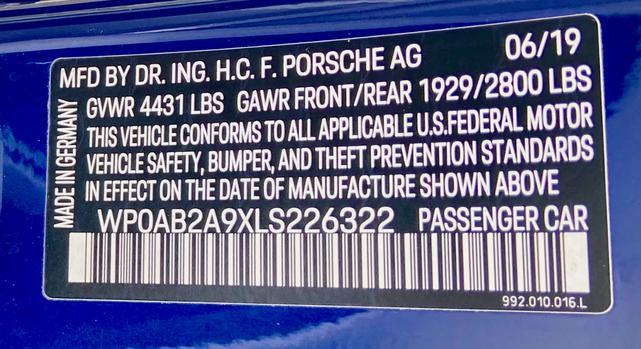 MFD BY DR. ING. H.C. F. PORSCHE AG 06/19
GVWR 4431 LBS GAWR FRONT/REAR 1929/2800 LBS
THIS VEHICLE CONFORMS TO ALL APPLICABLE U.S.FEDERAL MOTOR
VEHICLE SAFETY, BUMPER, AND THEFT PREVENTION STANDARDS
IN EFFECT ON THE DATE OF MANUFACTURE SHOWN ABOVE
MADE IN GERMANY
WP0AB2A9XLS226322 PASSENGER CAR
992.010.016.L